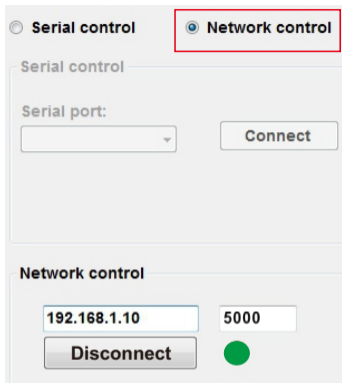 Serial control Network control
Serial control
Serial port:
Connect
Network control
192.168.1.10 5000
Disconnect